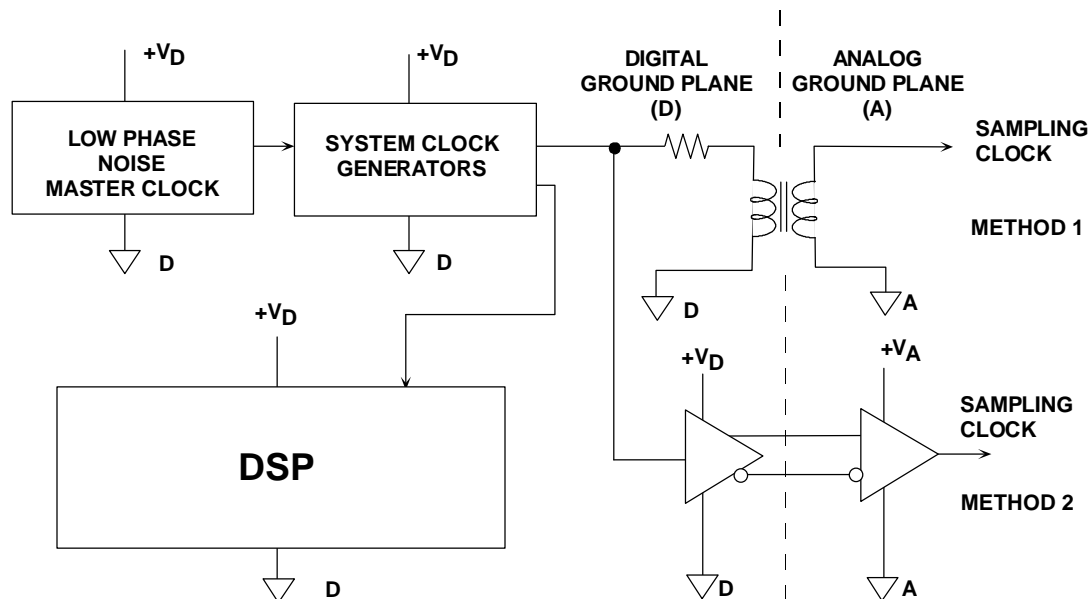 +VD
LOW PHASE
NOISE
MASTER CLOCK
D
+VD
SYSTEM CLOCK
GENERATORS
D
DIGITAL
GROUND PLANE
(D)
ANALOG
GROUND PLANE
(A)
SAMPLING
CLOCK
METHOD 1
D
A
+VD
DSP
D
+VD
+VA
SAMPLING
CLOCK
METHOD 2
D
A